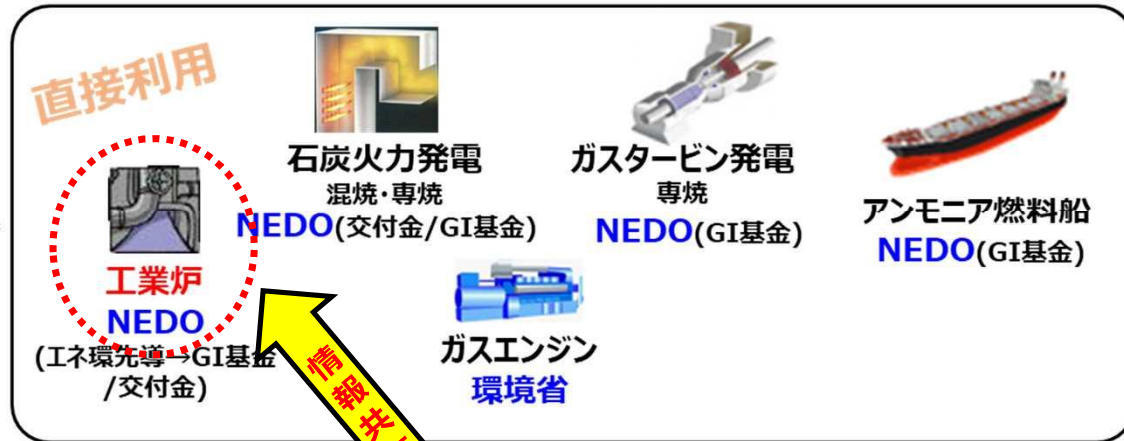 直接利用
石炭火力発電
混焼・専焼
NEDO(交付金/GI基金)
ガスタービン発電
専焼
NEDO(GI基金)
アンモニア燃料船
NEDO(GI基金)
工業炉
NEDO
(エネ環先導→GI基金
/交付金)
ガスエンジン
環境省
情報共